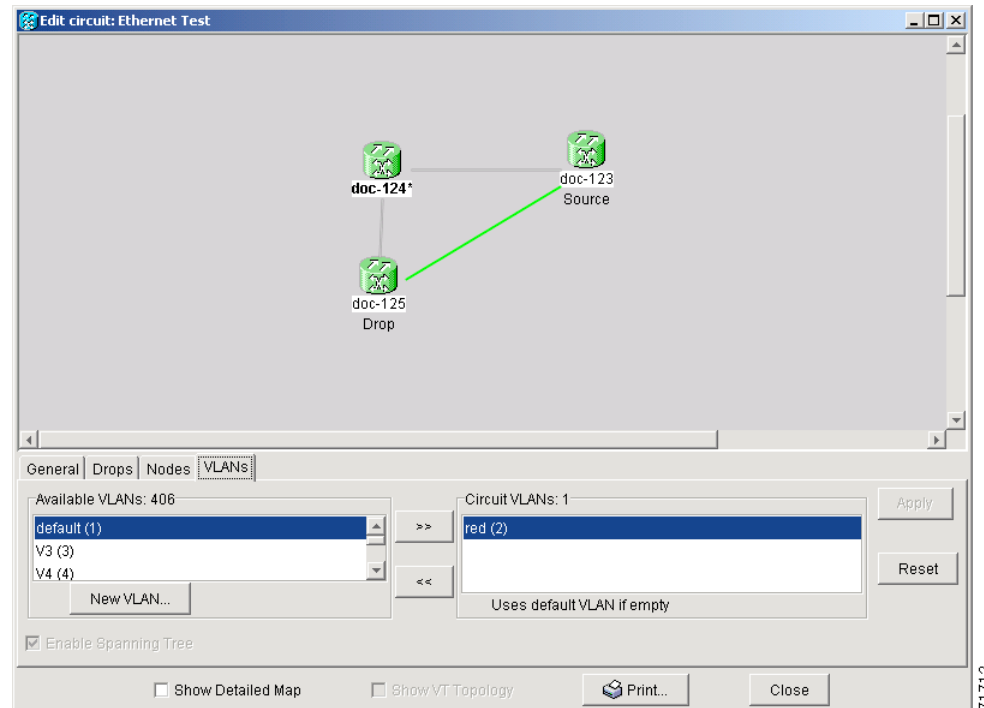 Edit circuit: Ethernet Test
doc-124*
doc-123
Source
doc-125
Drop
General Drops Nodes VLANs
Available VLANs: 406
default (1)
V3 (3)
V4 (4)
New VLAN...
>>
<<
Circuit VLANs: 1
red (2)
Uses default VLAN if empty
Apply
Reset
Enable Spanning Tree
Show Detailed Map
Show VT Topology
Print...
Close
71712